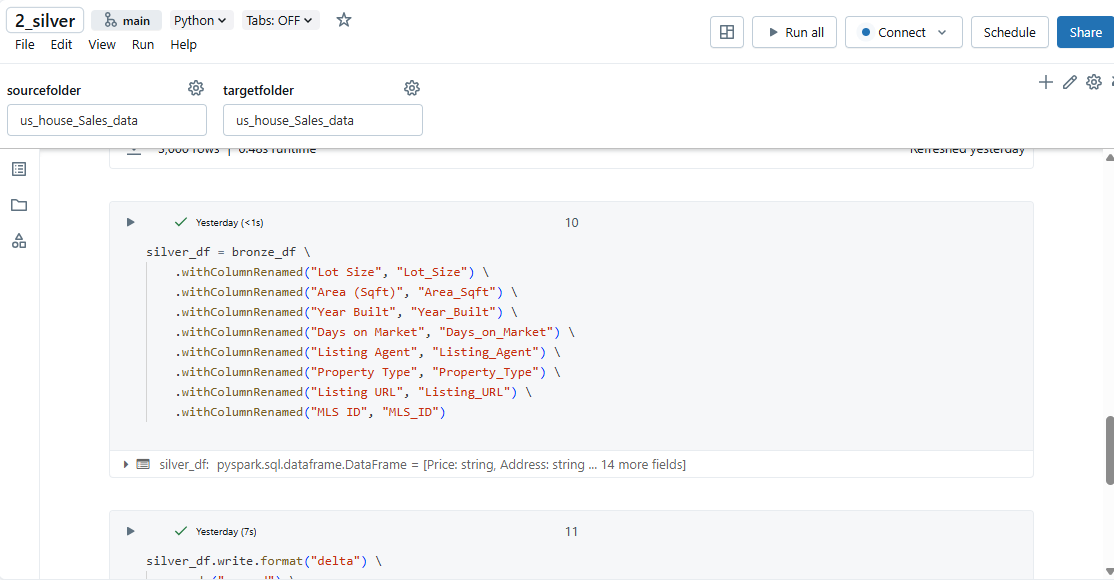 2_silver main Python Tabs: OFF
File Edit View Run Help
Run all Connect Schedule Share
sourcefolder targetfolder
us_house_Sales_data us_house_Sales_data
5,000 rows | 0.48s runtime Refreshed yesterday
Yesterday (<1s) 10
silver_df = bronze_df \
.withColumnRenamed("Lot Size", "Lot_Size") \
.withColumnRenamed("Area (Sqft)", "Area_Sqft") \
.withColumnRenamed("Year Built", "Year_Built") \
.withColumnRenamed("Days on Market", "Days_on_Market") \
.withColumnRenamed("Listing Agent", "Listing_Agent") \
.withColumnRenamed("Property Type", "Property_Type") \
.withColumnRenamed("Listing URL", "Listing_URL") \
.withColumnRenamed("MLS ID", "MLS_ID")
silver_df: pyspark.sql.dataframe.DataFrame = [Price: string, Address: string ... 14 more fields]
Yesterday (7s) 11
silver_df.write.format("delta") \